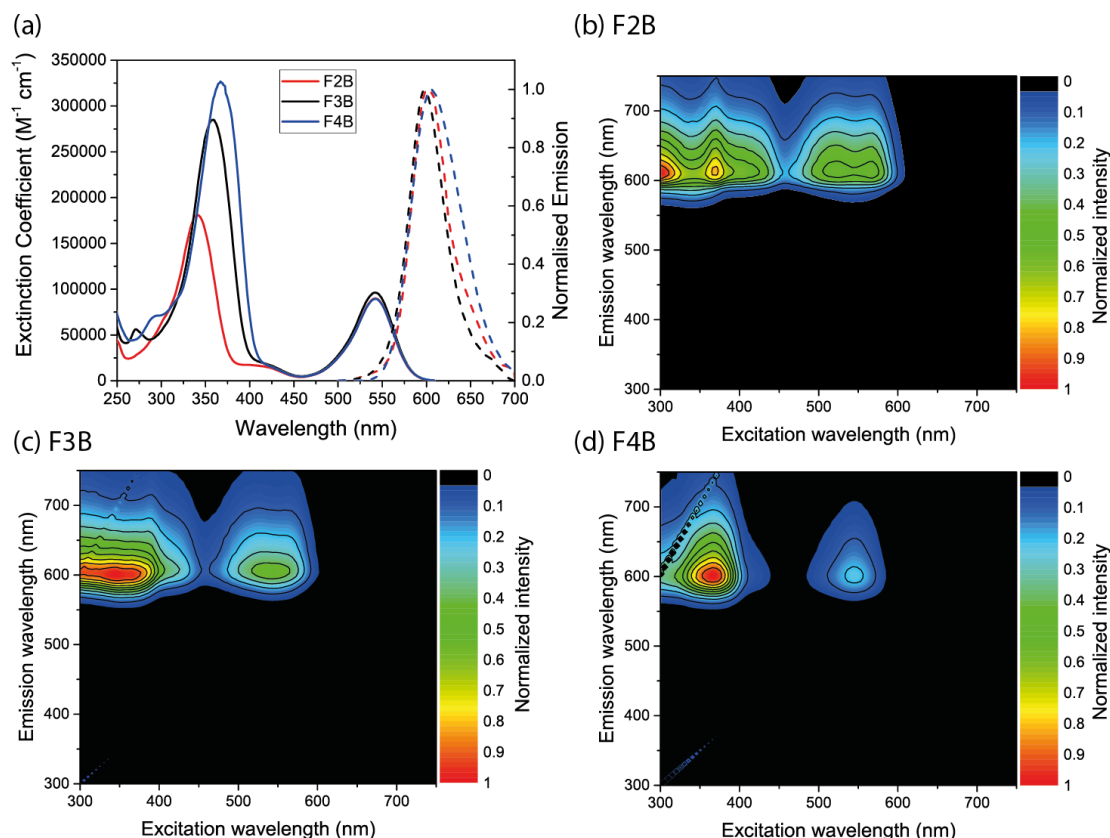 (a)
350000
300000
250000
200000
150000
100000
50000
0
Exctinction Coefficient (M⁻¹ cm⁻¹)
F2B
F3B
F4B
1.0
0.8
0.6
0.4
0.2
0.0
Normalised Emission
250 300 350 400 450 500 550 600 650 700
Wavelength (nm)
(b) F2B
700
600
500
400
300
Emission wavelength (nm)
300 400 500 600 700
Excitation wavelength (nm)
0
0.1
0.2
0.3
0.4
0.5
0.6
0.7
0.8
0.9
1
Normalized intensity
(c) F3B
700
600
500
400
300
Emission wavelength (nm)
300 400 500 600 700
Excitation wavelength (nm)
0
0.1
0.2
0.3
0.4
0.5
0.6
0.7
0.8
0.9
1
Normalized intensity
(d) F4B
700
600
500
400
300
Emission wavelength (nm)
300 400 500 600 700
Excitation wavelength (nm)
0
0.1
0.2
0.3
0.4
0.5
0.6
0.7
0.8
0.9
1
Normalized intensity